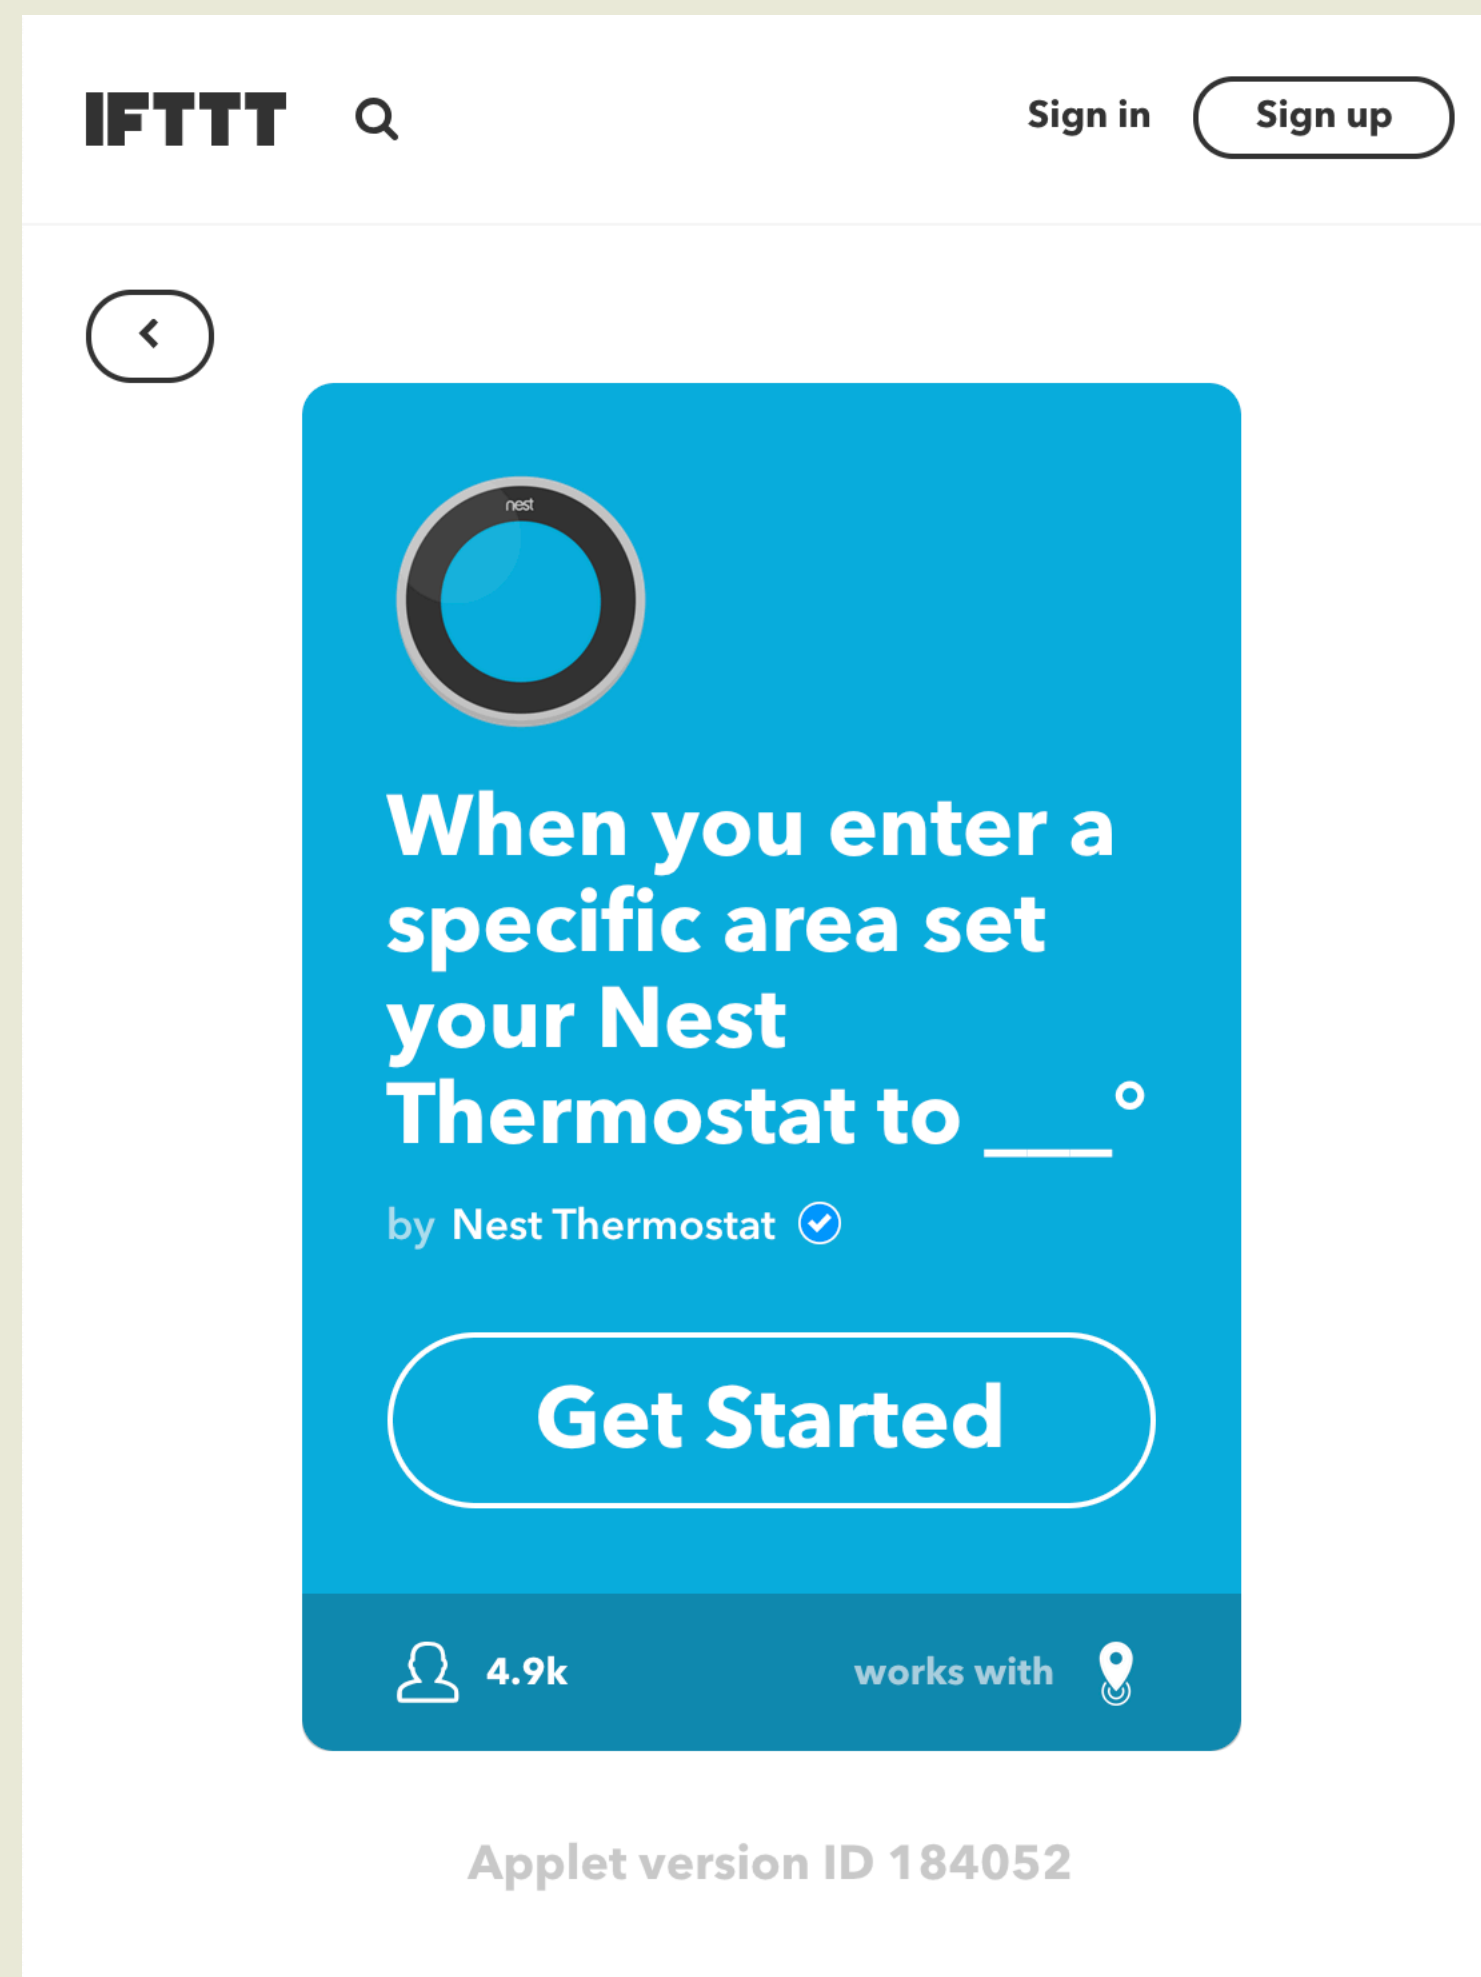 IFTTT
Sign in
Sign up
nest
When you enter a
specific area set
your Nest
Thermostat to ___°
by Nest Thermostat
Get Started
4.9k
works with
Applet version ID 184052